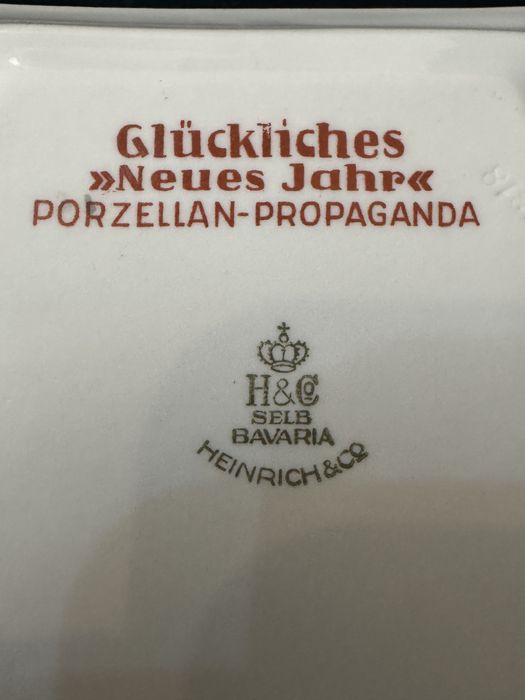 Glückliches
»Neues Jahr«
PORZELLAN-PROPAGANDA
H&Co
SELB
BAVARIA
HEINRICH & Co